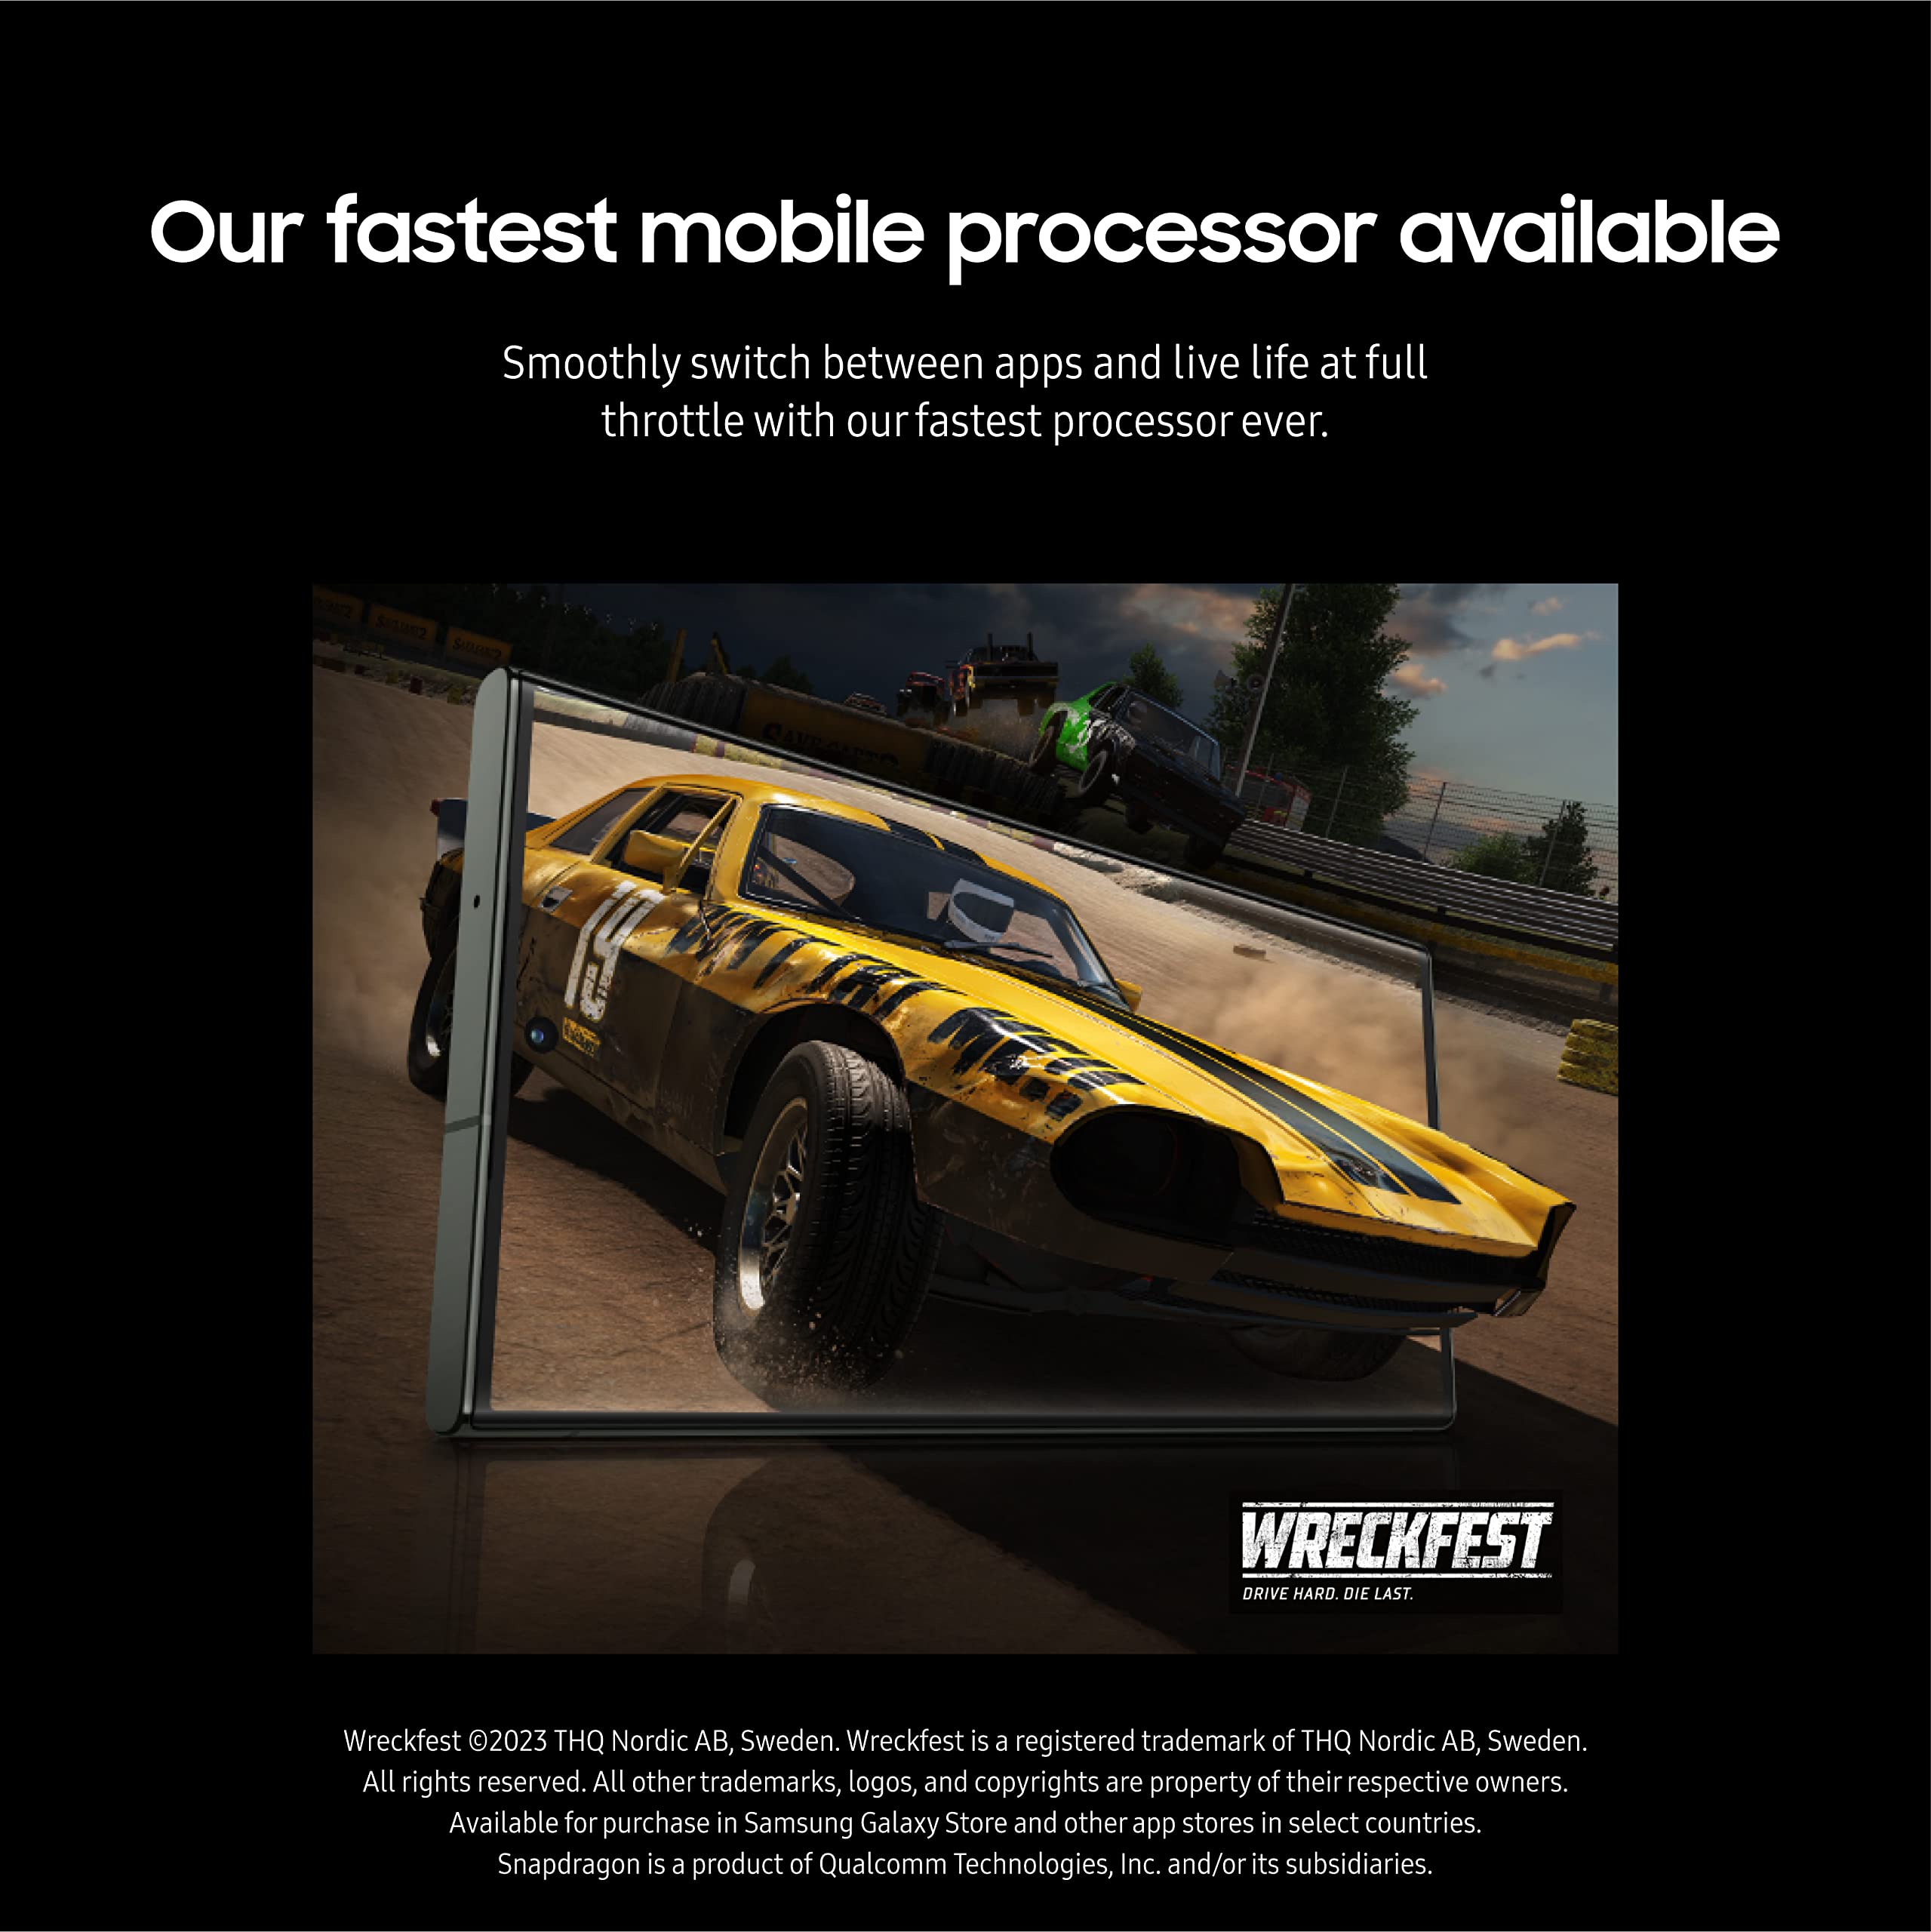 Our fastest mobile processor available
Smoothly switch between apps and live life at full
throttle with our fastest processor ever.
19
WRECKFEST
DRIVE HARD. DIE LAST.
Wreckfest ©2023 THQ Nordic AB, Sweden. Wreckfest is a registered trademark of THQ Nordic AB, Sweden.
All rights reserved. All other trademarks, logos, and copyrights are property of their respective owners.
Available for purchase in Samsung Galaxy Store and other app stores in select countries.
Snapdragon is a product of Qualcomm Technologies, Inc. and/or its subsidiaries.